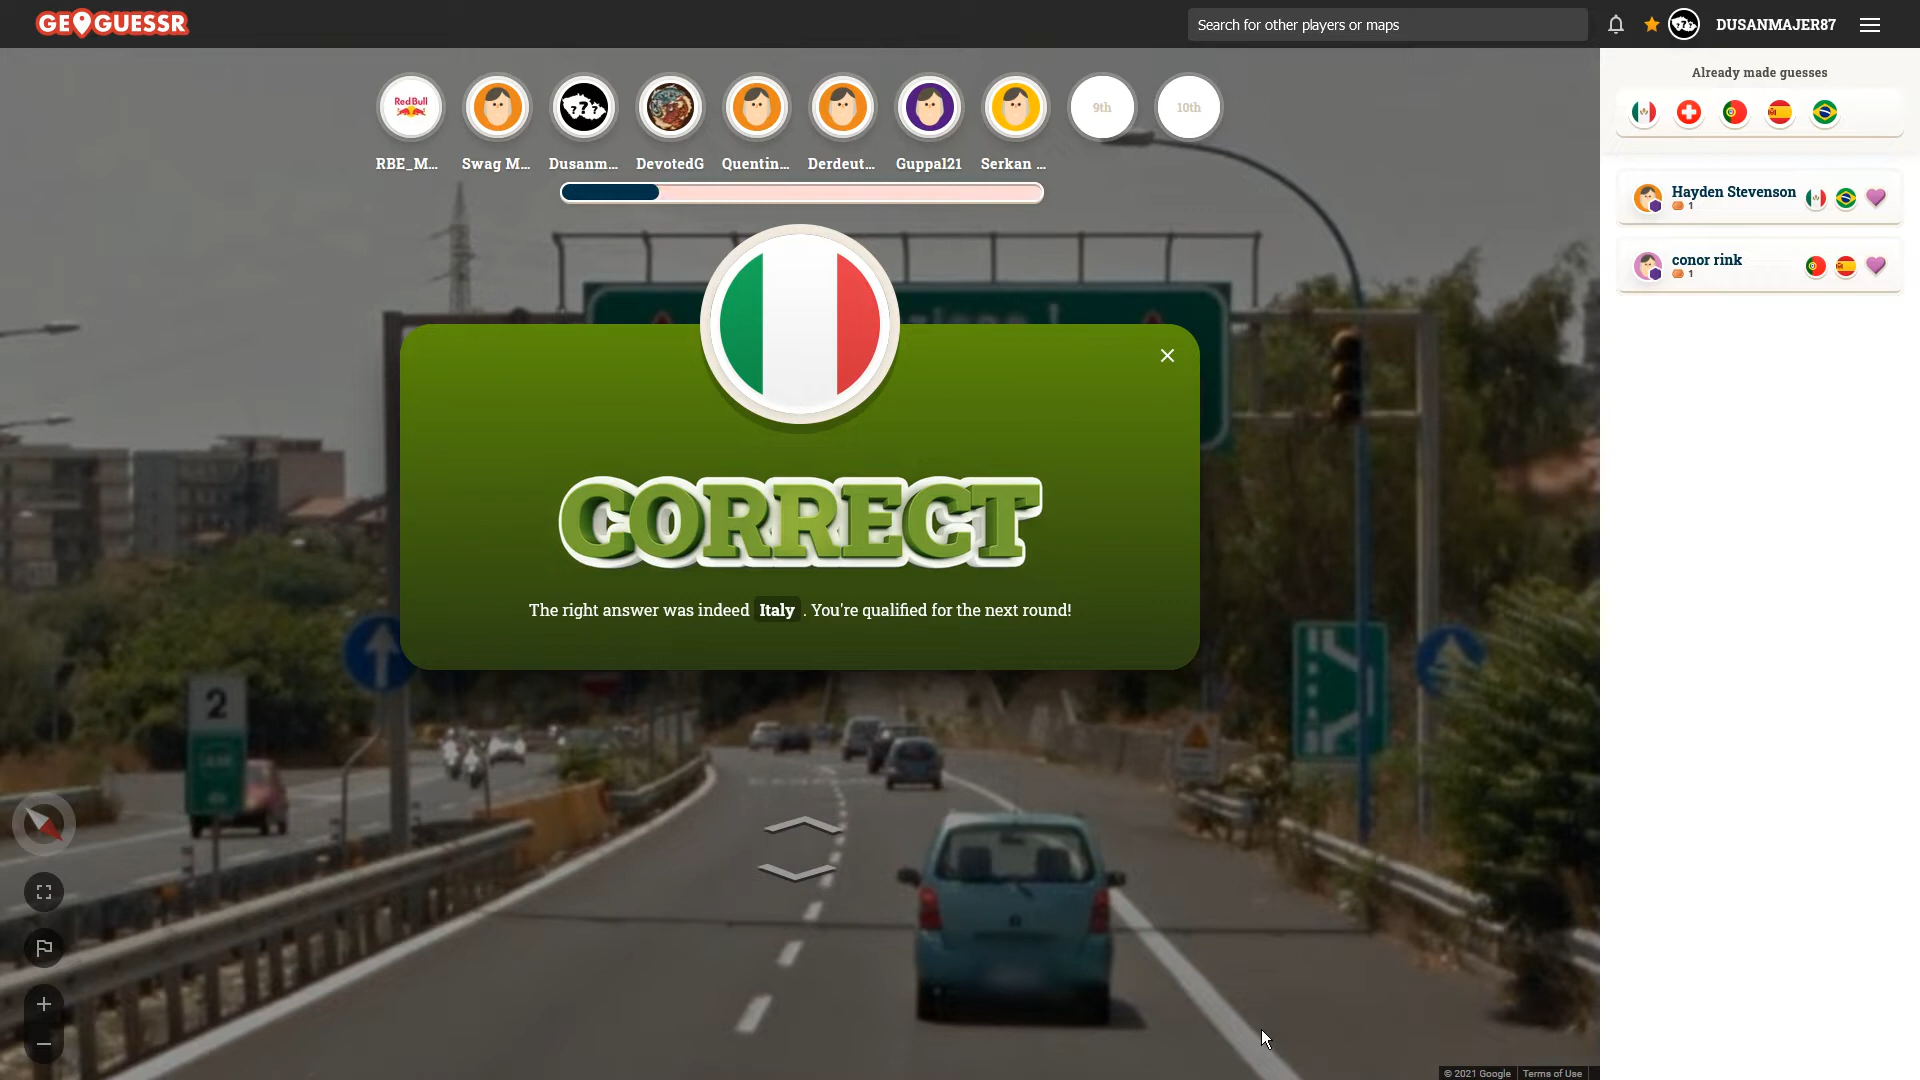 GEOGUESSR
Search for other players or maps
DUSANMAJER87
Already made guesses
RedBull
9th
10th
RBE_M...
Swag M...
Dusanm...
DevotedG
Quentin...
Derdeut...
Guppal21
Serkan ...
Hayden Stevenson
1
conor rink
1
CORRECT
The right answer was indeed Italy . You're qualified for the next round!
2
© 2021 Google
Terms of Use